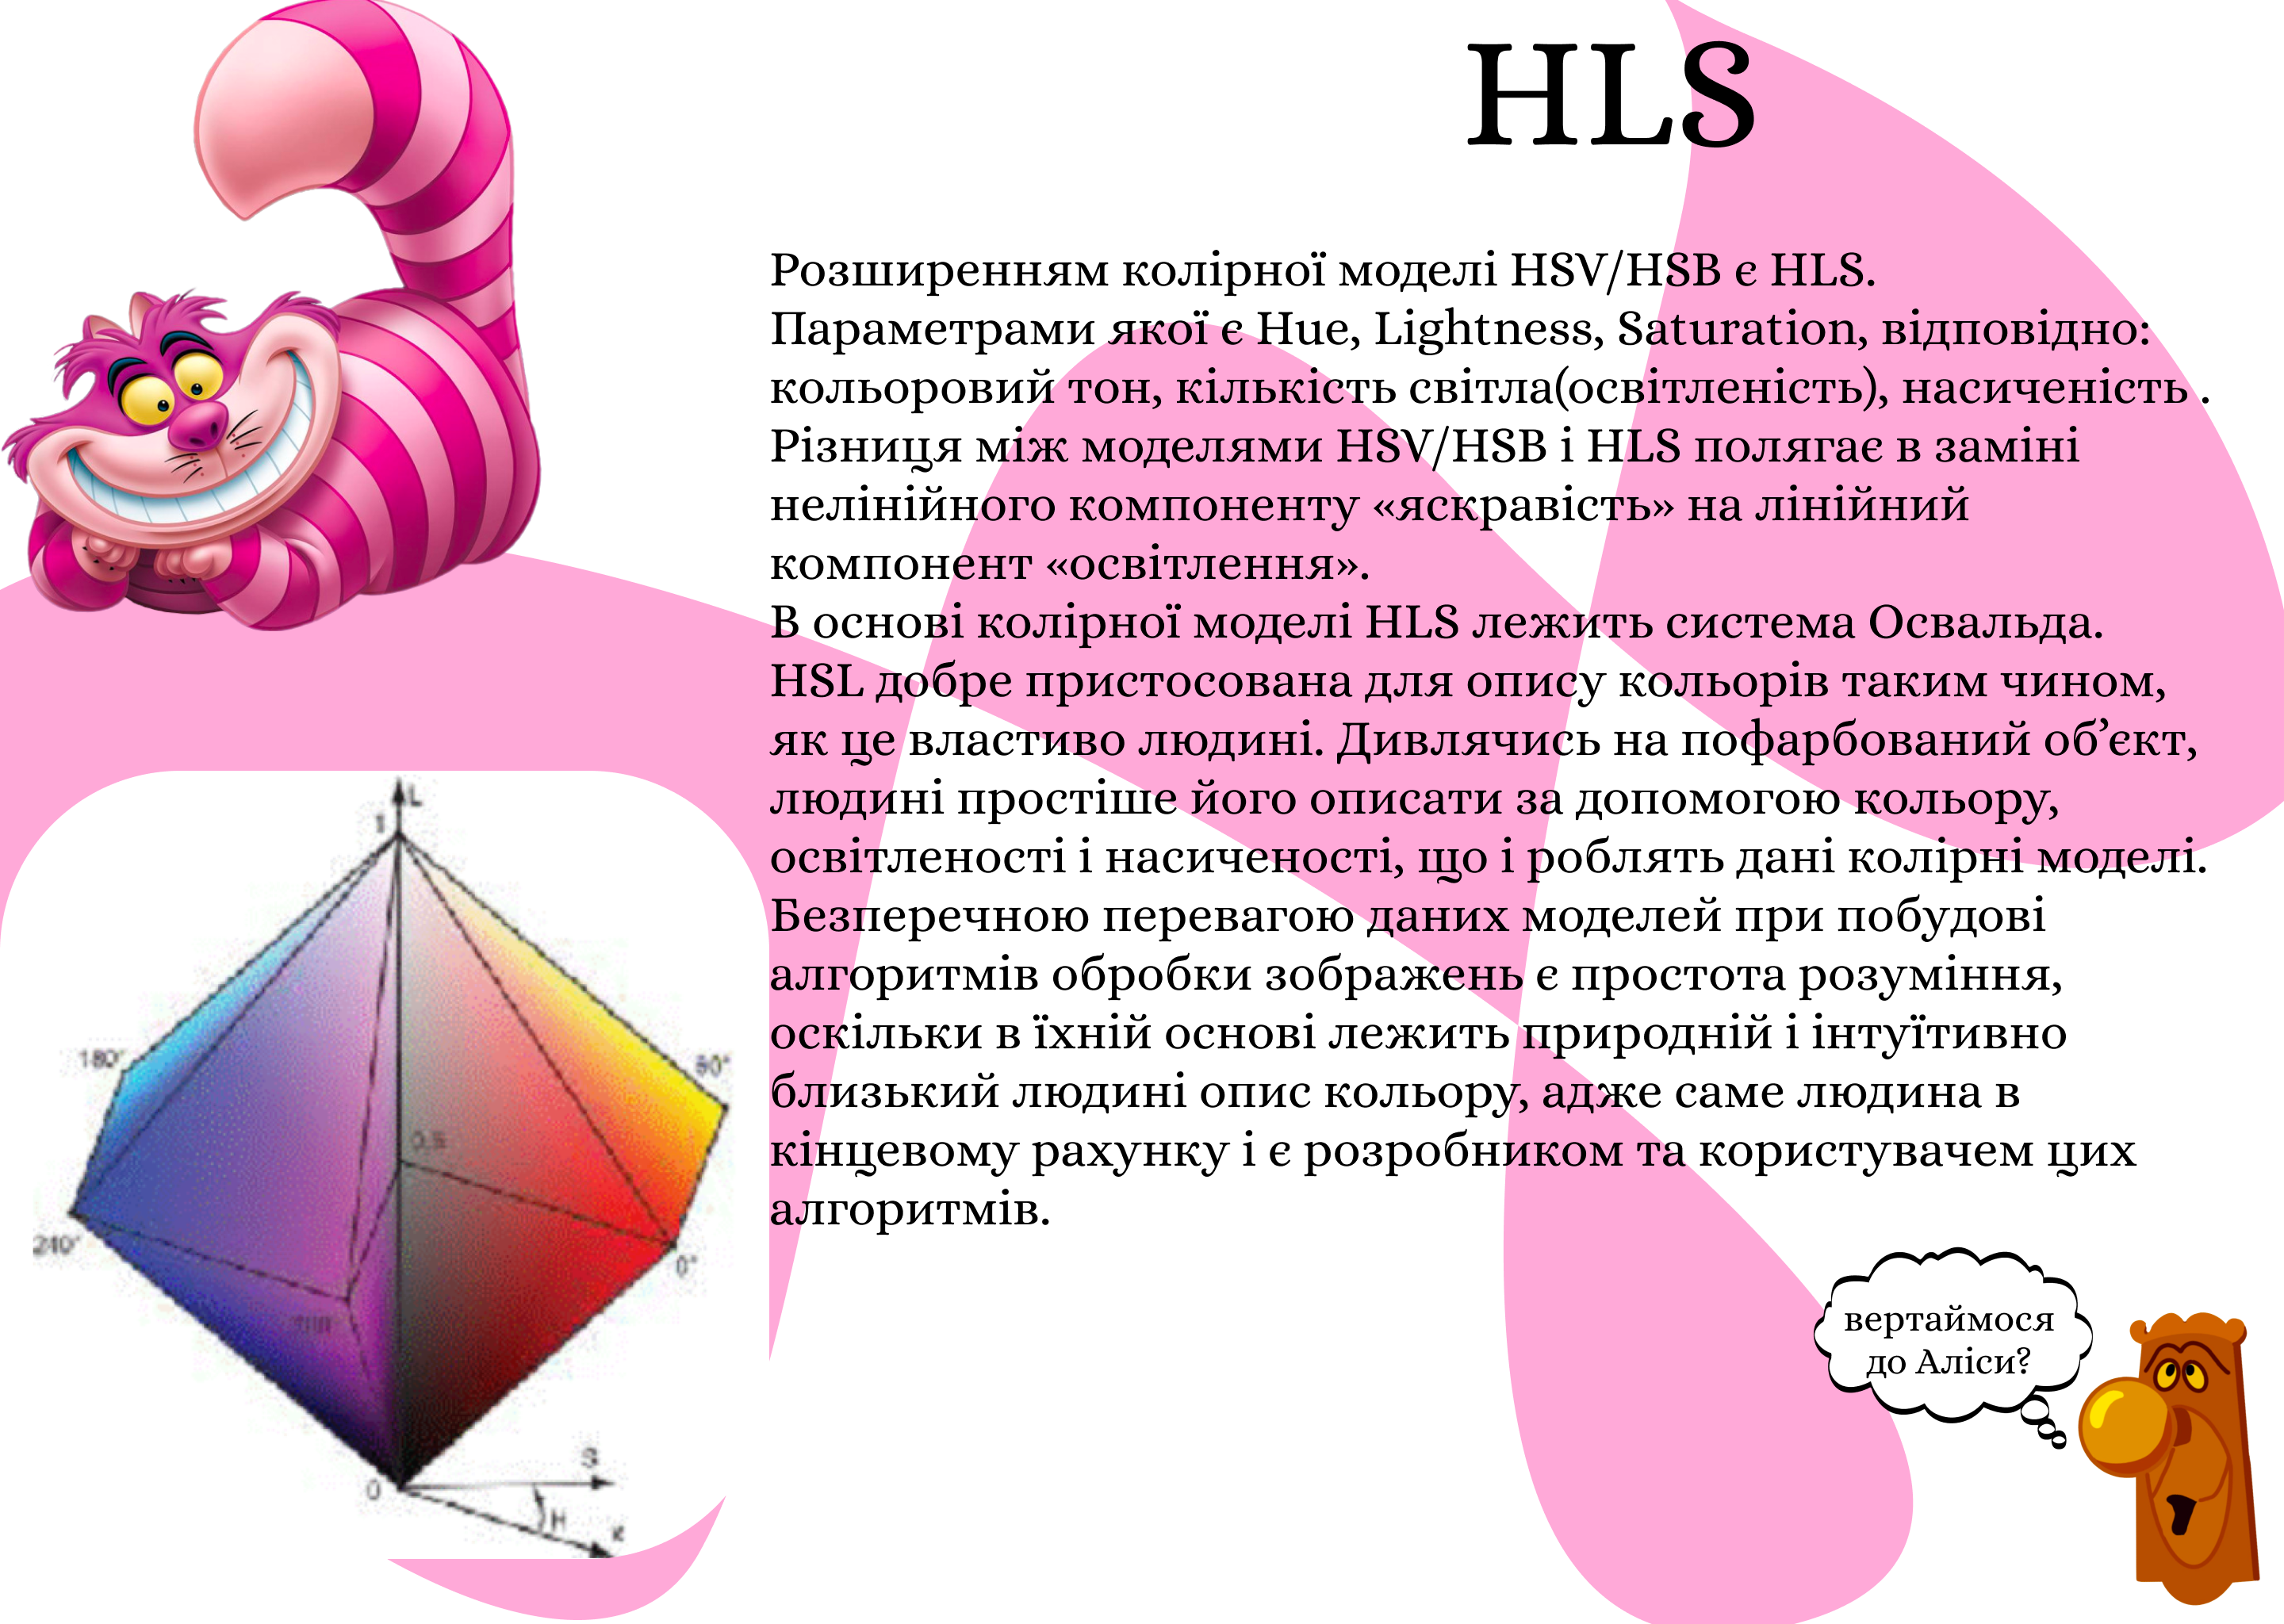 HLS
Розширенням колірної моделі HSV/HSB є HLS.
Параметрами якої є Hue, Lightness, Saturation, відповідно:
кольоровий тон, кількість світла(освітленість), насиченість .
Різниця між моделями HSV/HSB і HLS полягає в заміні
нелінійного компоненту «яскравість» на лінійний
компонент «освітлення».
В основі колірної моделі HLS лежить система Освальда.
HSL добре пристосована для опису кольорів таким чином,
як це властиво людині. Дивлячись на пофарбований об’єкт,
людині простіше його описати за допомогою кольору,
освітленості і насиченості, що і роблять дані колірні моделі.
Безперечною перевагою даних моделей при побудові
алгоритмів обробки зображень є простота розуміння,
оскільки в їхній основі лежить природній і інтуїтивно
близький людині опис кольору, адже саме людина в
кінцевому рахунку і є розробником та користувачем цих
алгоритмів.
L
1
180°
0.5
240°
0°
S
0
H
вертаймося
до Аліси?